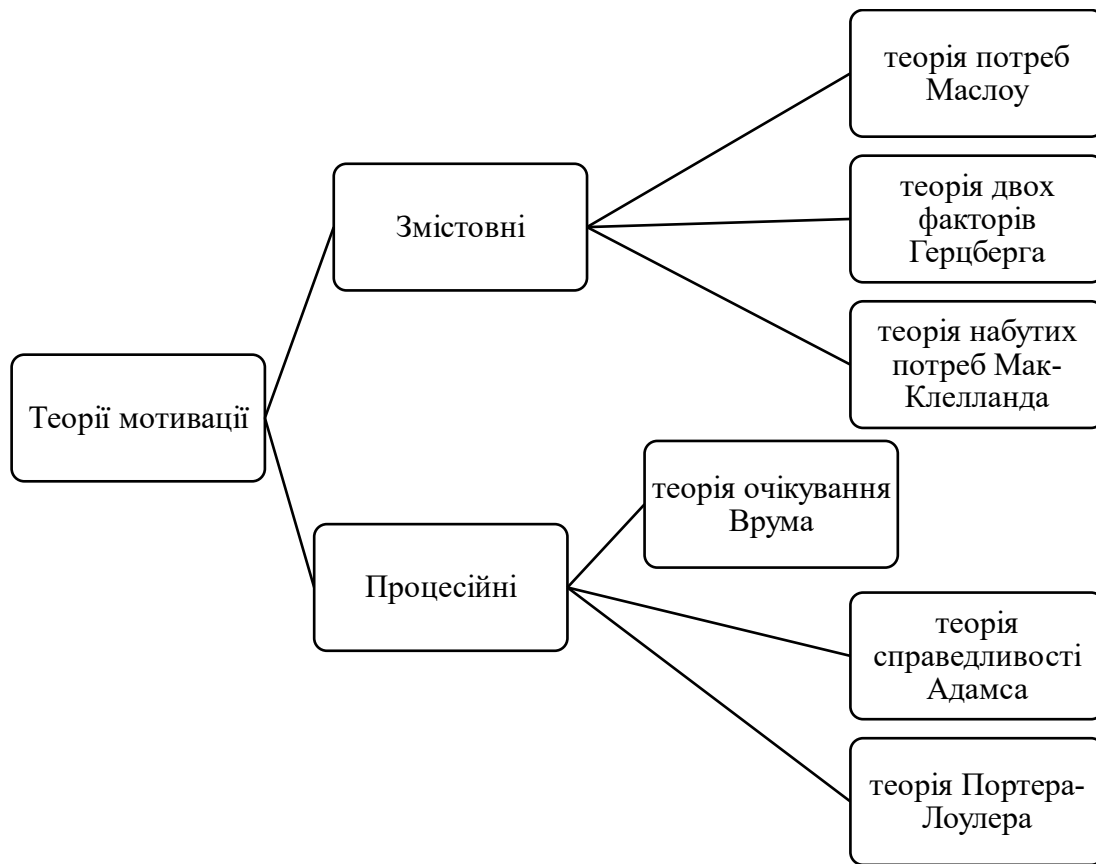 теорія потреб
Маслоу
Змістовні
теорія двох
факторів
Герцберга
теорія набутих
потреб Мак-
Клелланда
Теорії мотивації
теорія очікування
Врума
Процесійні
теорія
справедливості
Адамса
теорія Портера-
Лоулера